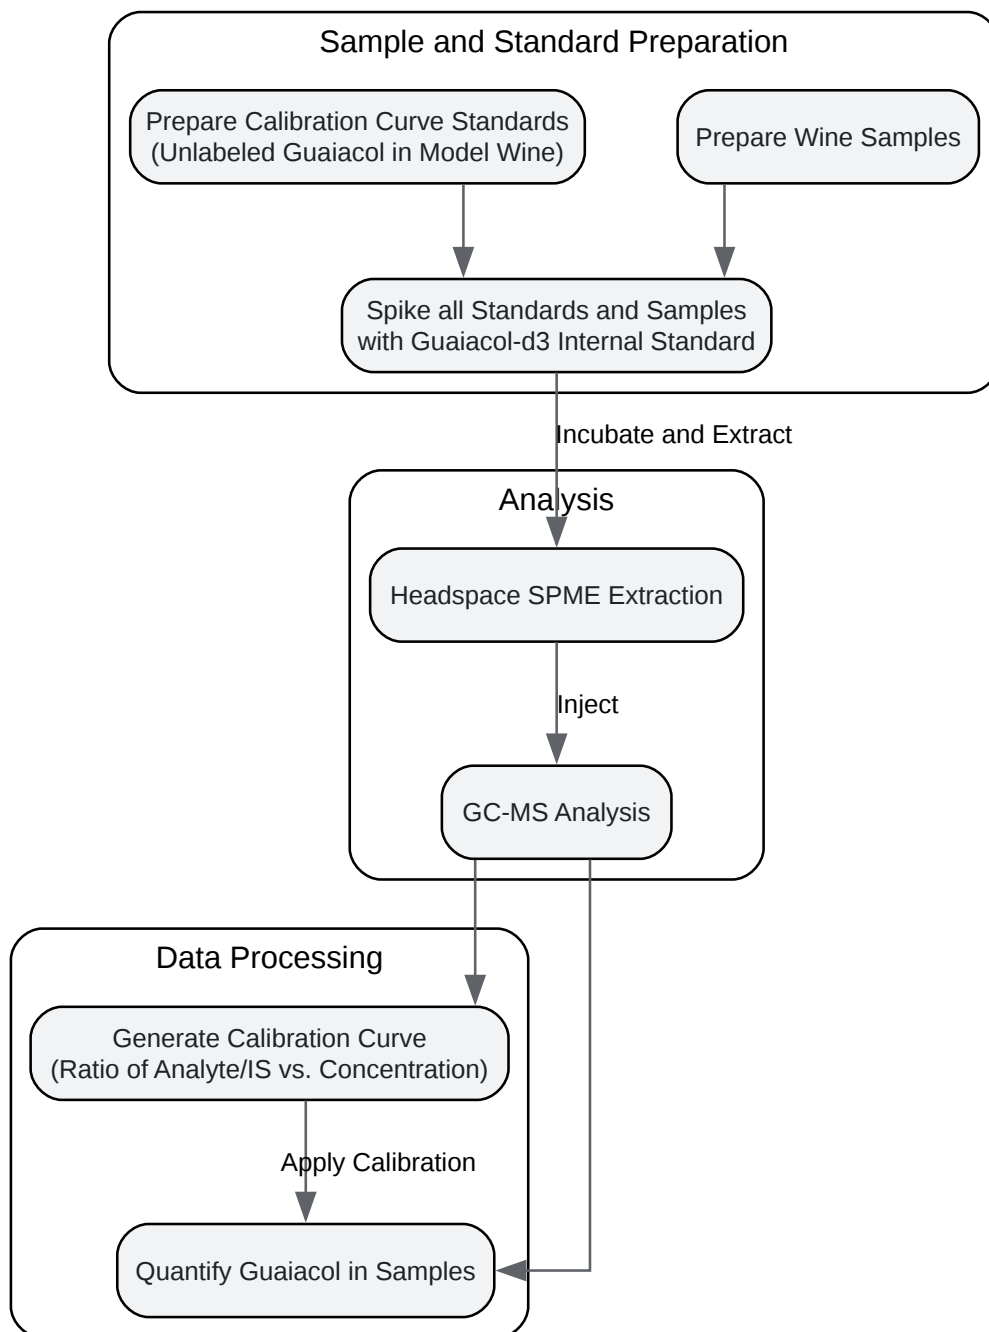 Sample and Standard Preparation
Prepare Calibration Curve Standards
(Unlabeled Guaiacol in Model Wine)
Prepare Wine Samples
Spike all Standards and Samples
with Guaiacol-d3 Internal Standard
Incubate and Extract
Analysis
Headspace SPME Extraction
Inject
GC-MS Analysis
Data Processing
Generate Calibration Curve
(Ratio of Analyte/IS vs. Concentration)
Apply Calibration
Quantify Guaiacol in Samples